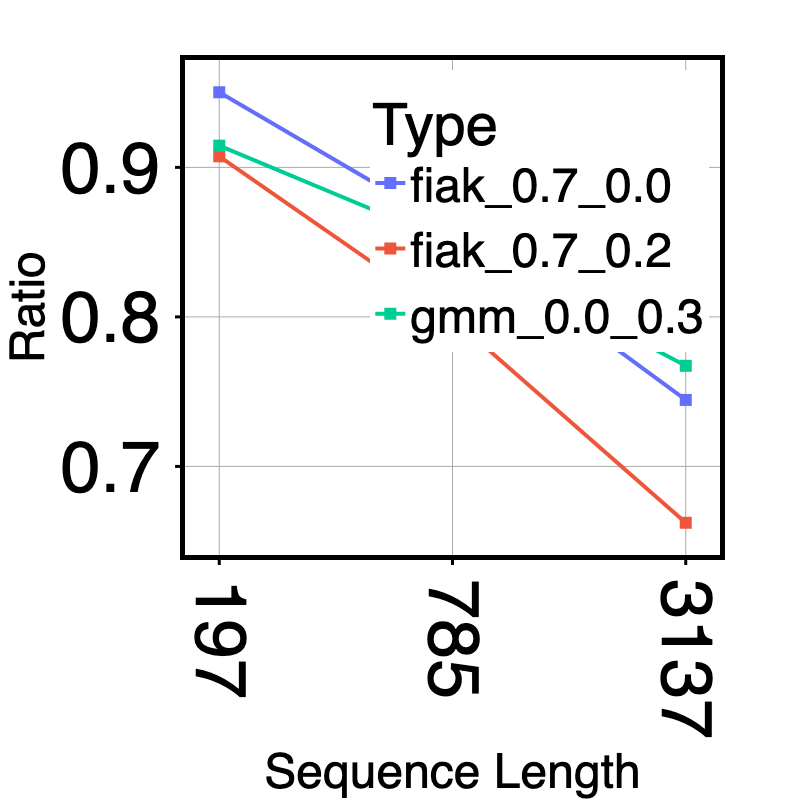 Type
fiak_0.7_0.0
fiak_0.7_0.2
gmm_0.0_0.3
0.9
0.8
0.7
Ratio
197
785
3137
Sequence Length